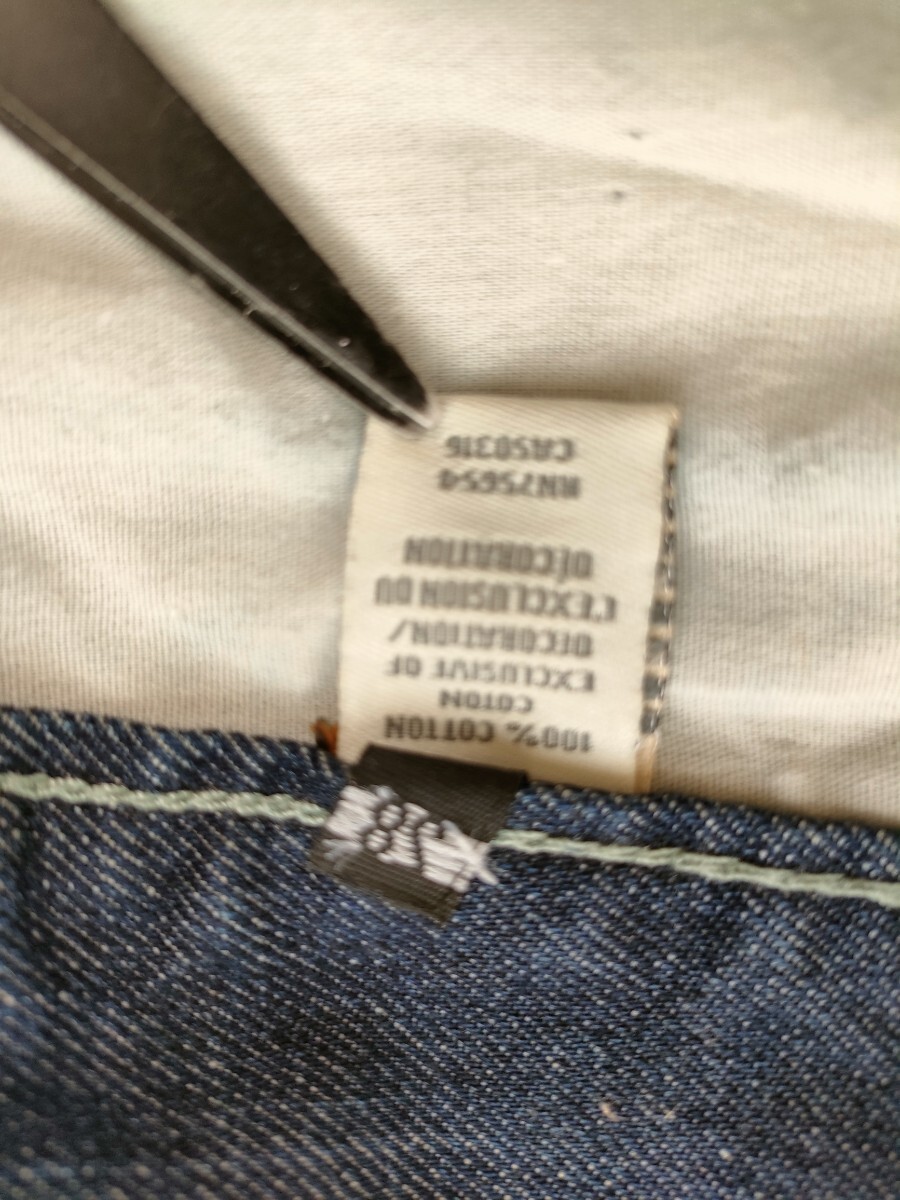 100% COTTON
COTON
EXCLUSIVE OF
DECORATION/
L'EXCLUSION DU
DÉCORATION
RN75654
CA50316